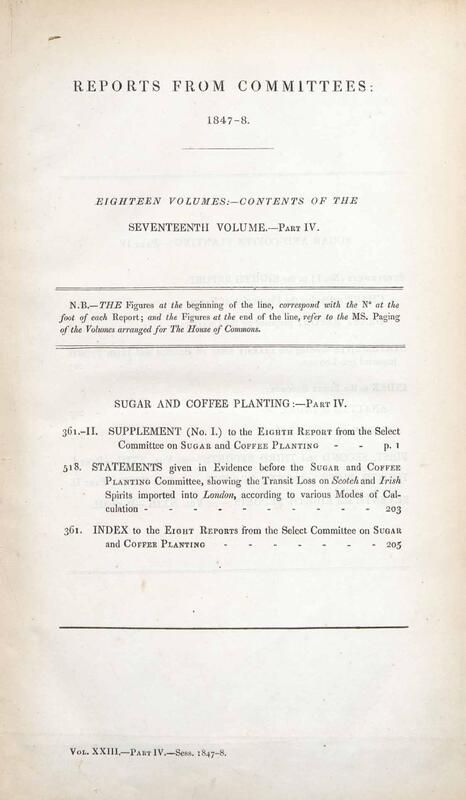 REPORTS FROM COMMITTEES:
1847-8.
EIGHTEEN VOLUMES:—CONTENTS OF THE
SEVENTEENTH VOLUME.—PART IV.
N.B.—THE Figures at the beginning of the line, correspond with the N° at the
foot of each Report; and the Figures at the end of the line, refer to the MS. Paging
of the Volumes arranged for The House of Commons.
SUGAR AND COFFEE PLANTING:—PART IV.
361.-II. SUPPLEMENT (No. I.) to the EIGHTH REPORT from the Select
Committee on SUGAR and COFFEE PLANTING - - p. 1
518. STATEMENTS given in Evidence before the SUGAR and COFFEE
PLANTING Committee, showing the Transit Loss on Scotch and Irish
Spirits imported into London, according to various Modes of Cal-
culation - - - - - - - - - 203
361. INDEX to the EIGHT REPORTS from the Select Committee on SUGAR
and COFFEE PLANTING - - - - - - - 205
VOL. XXIII.—PART IV.—SESS. 1847-8.